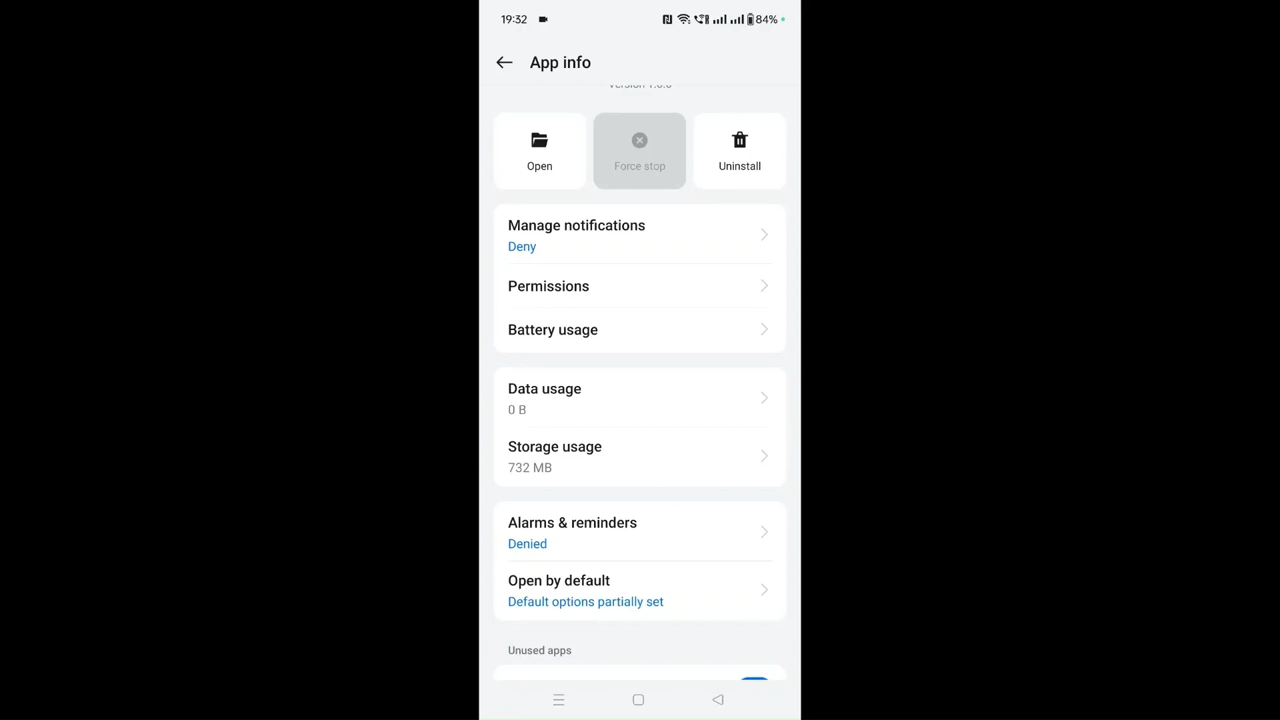 19:32
84%
App info
Open
Force stop
Uninstall
Manage notifications
Deny
Permissions
Battery usage
Data usage
0 B
Storage usage
732 MB
Alarms & reminders
Denied
Open by default
Default options partially set
Unused apps